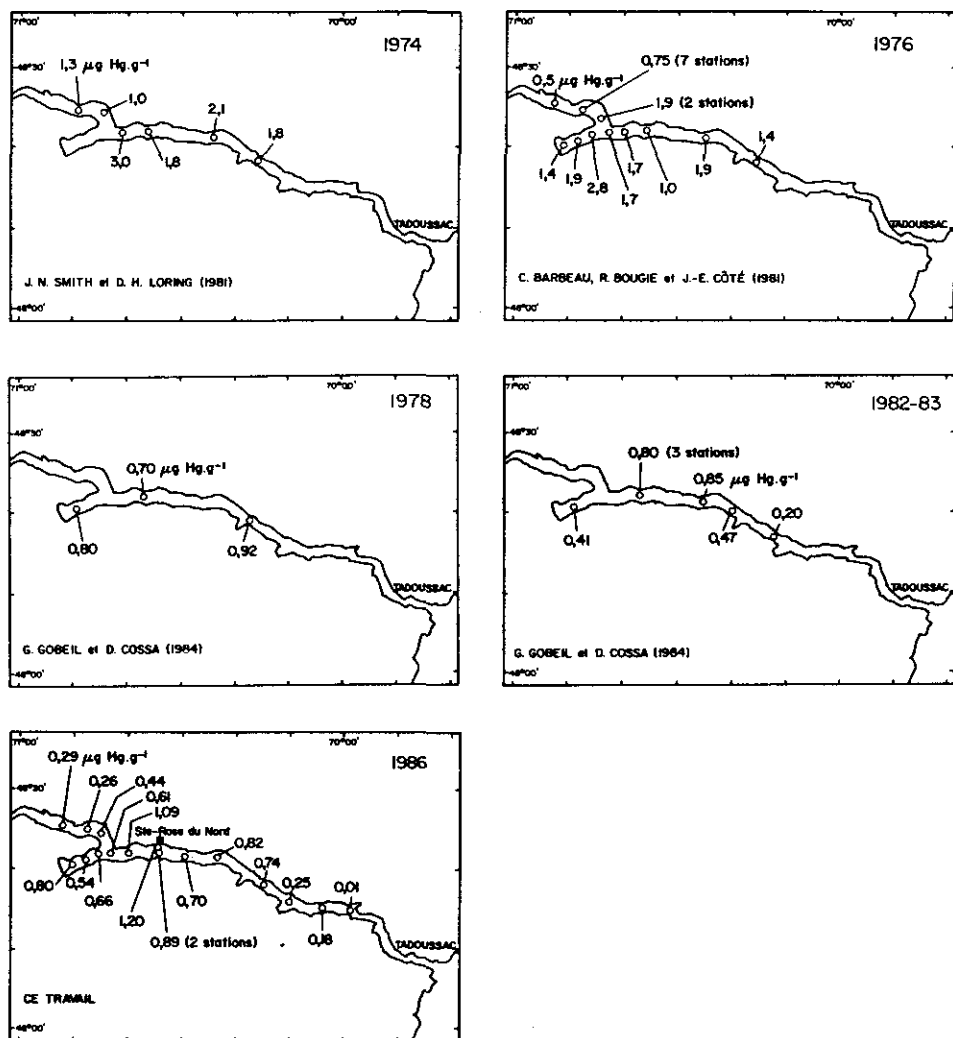 71°00'
70°00'
1974
48°30'
1,3 µg Hg.g⁻¹
1,0
2,1
1,8
3,0
1,8
TADOUSSAC
J. N. SMITH et D. H. LORING (1981)
48°00'
71°00'
70°00'
1976
48°30'
0,75 (7 stations)
0,5 µg Hg.g⁻¹
1,9 (2 stations)
1,4
1,4
1,9
2,8
1,7
1,7
1,0
1,9
TADOUSSAC
C. BARBEAU, R. BOUGIE et J.-E. CÔTÉ (1981)
48°00'
71°00'
70°00'
1978
48°30'
0,70 µg Hg.g⁻¹
0,80
0,92
TADOUSSAC
G. GOBEIL et D. COSSA (1984)
48°00'
71°00'
70°00'
1982-83
48°30'
0,80 (3 stations)
0,85 µg Hg.g⁻¹
0,20
0,41
0,47
TADOUSSAC
G. GOBEIL et D. COSSA (1984)
48°00'
71°00'
70°00'
1986
0,29 µg Hg.g⁻¹
48°30'
0,26
0,44
0,61
1,09
Ste-Rose du Nord
0,82
0,74
0,25
0,01
0,80
0,54
0,66
1,20
0,70
0,89 (2 stations)
0,18
TADOUSSAC
CE TRAVAIL
48°00'